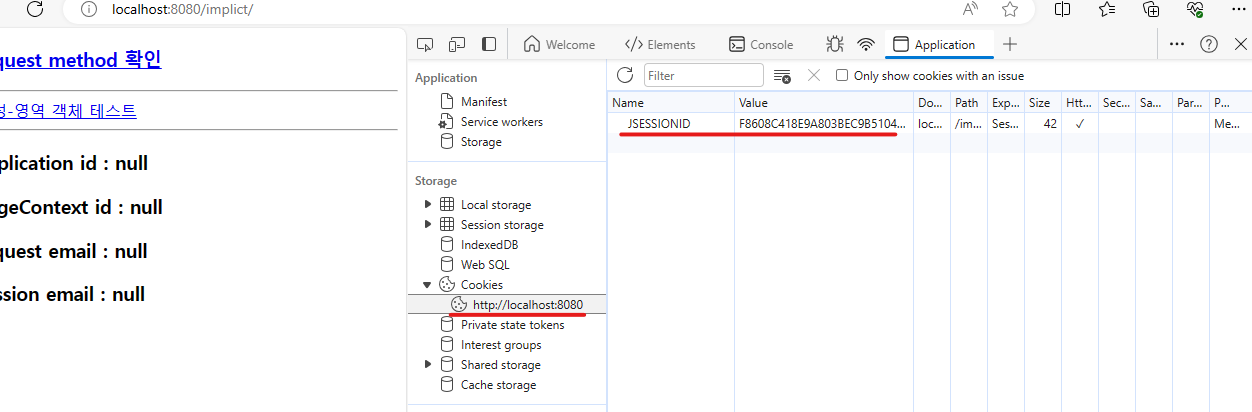 localhost:8080/implict/
quest method 확인
성-영역 객체 테스트
plication id : null
geContext id : null
quest email : null
ssion email : null
Welcome
Elements
Console
Application
Application
Manifest
Service workers
Storage
Storage
Local storage
Session storage
IndexedDB
Web SQL
Cookies
http://localhost:8080
Private state tokens
Interest groups
Shared storage
Cache storage
Filter
Only show cookies with an issue
Name Value Do... Path Exp... Size Htt... Sec... Sa... Par... P...
JSESSIONID F8608C418E9A803BEC9B5104... loc... /im... Ses... 42 ✓ Me...